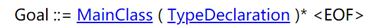 Goal ::= MainClass ( TypeDeclaration )* <EOF>